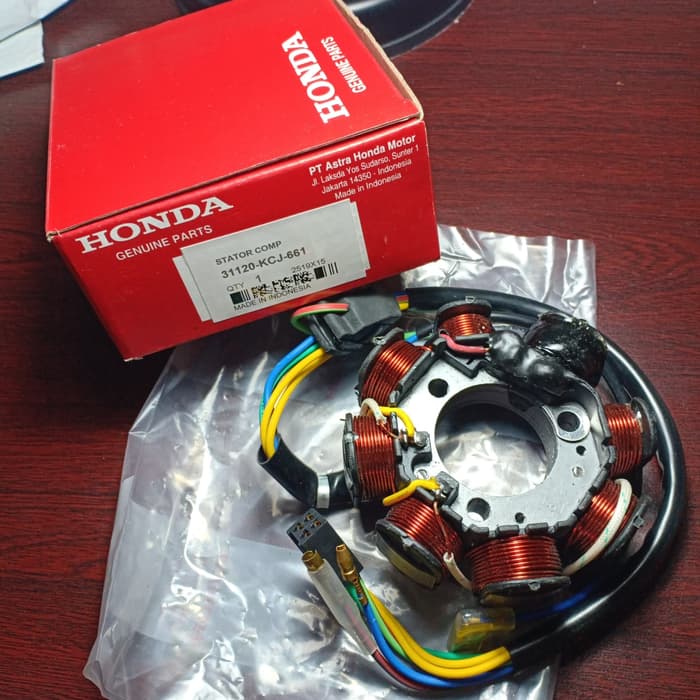 HONDA
GENUINE PARTS
HONDA
GENUINE PARTS
PT Astra Honda Motor
Jl. Laksda Yos Sudarso, Sunter 1
Jakarta 14350 - Indonesia
Made in Indonesia
STATOR COMP
31120-KCJ-661
QTY 1 2519X15
MADE IN INDONESIA